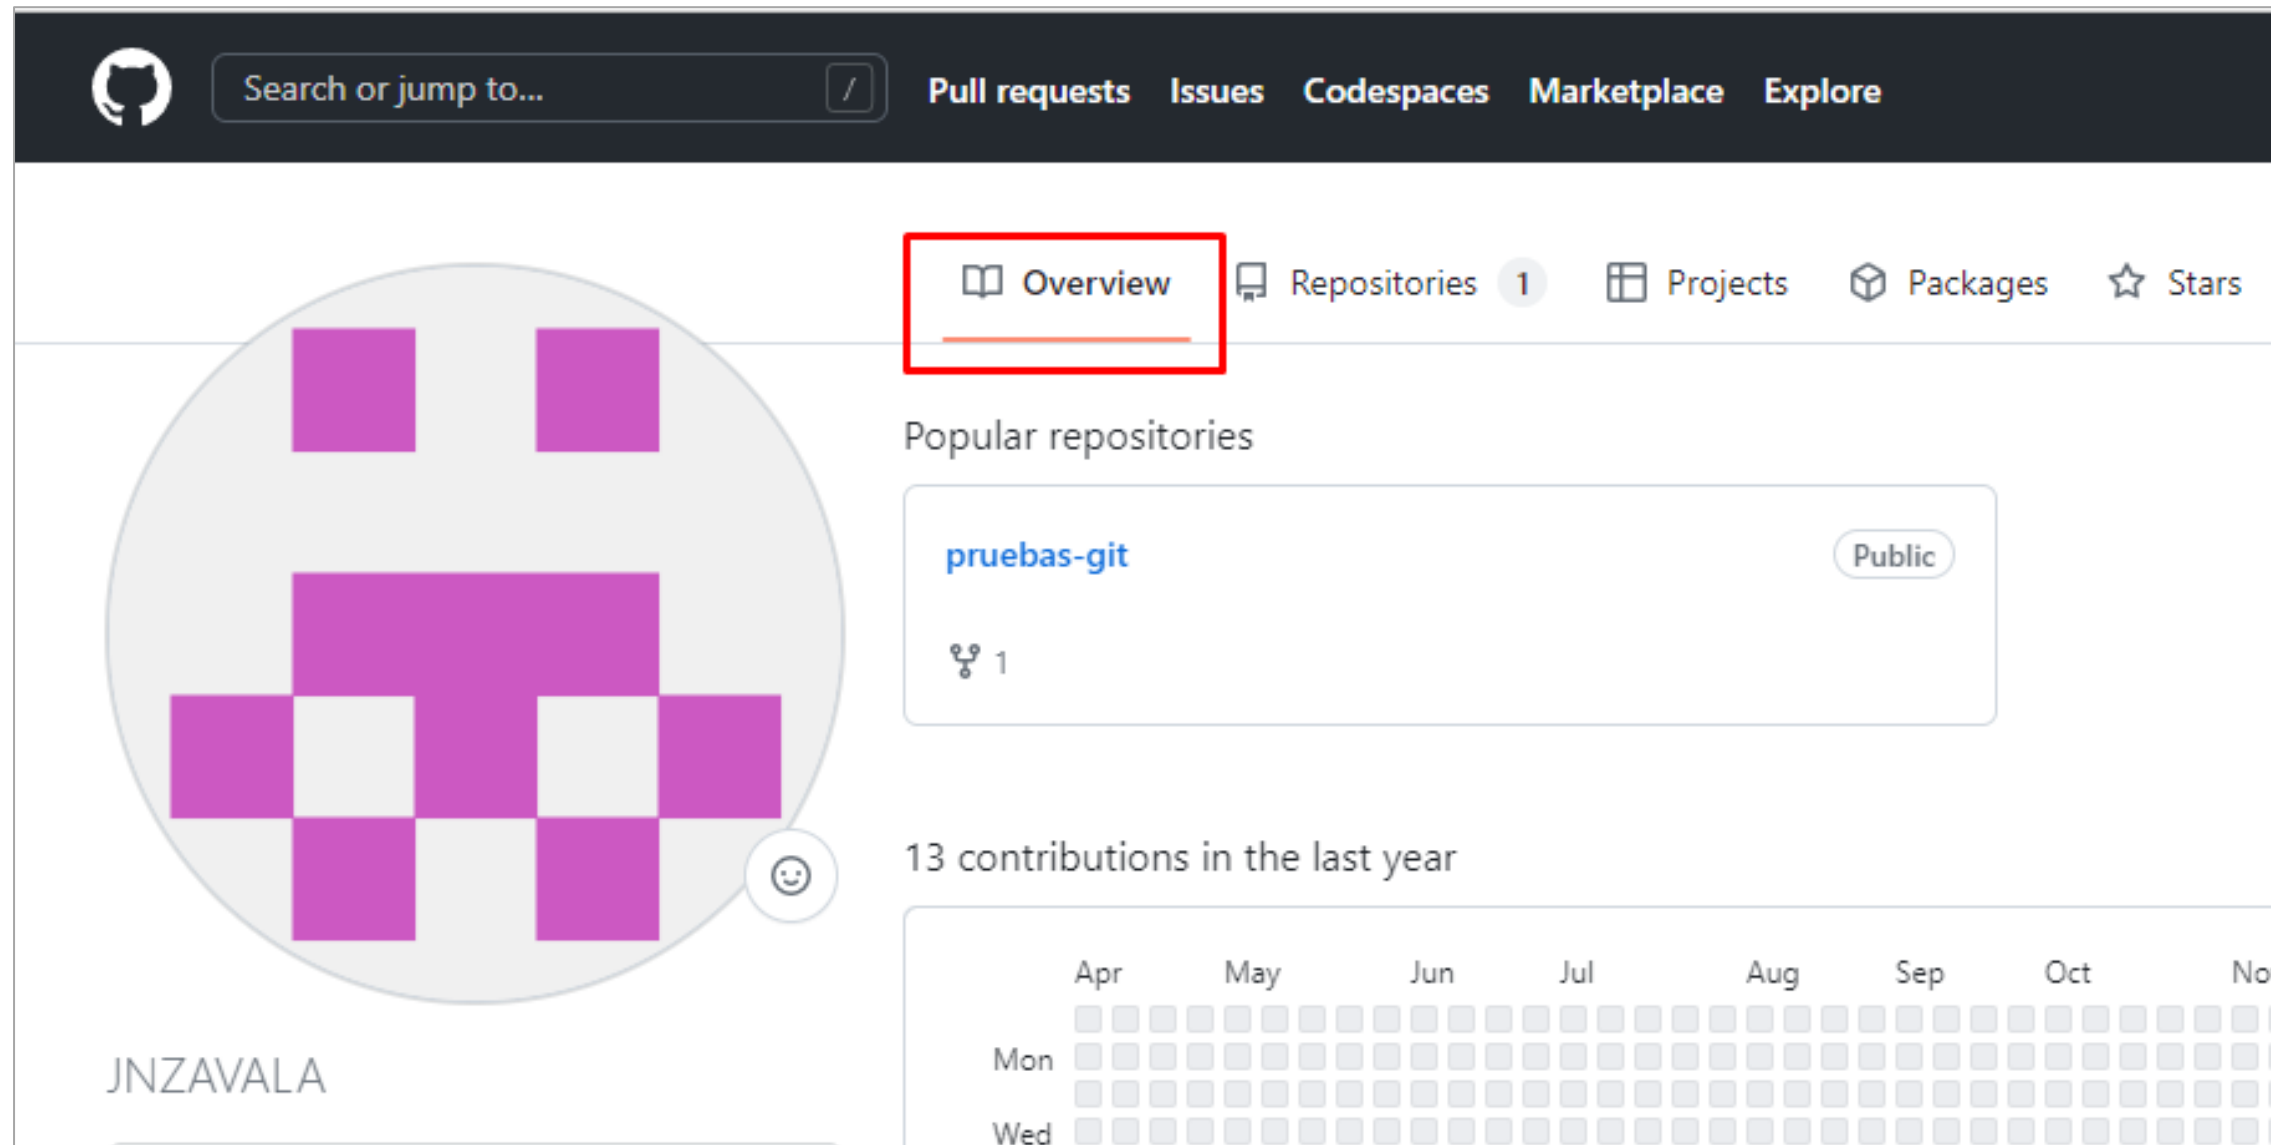 Search or jump to... /
Pull requests Issues Codespaces Marketplace Explore
Overview Repositories 1 Projects Packages Stars
Popular repositories
pruebas-git Public
1
13 contributions in the last year
Apr May Jun Jul Aug Sep Oct No
Mon
Wed
JNZAVALA